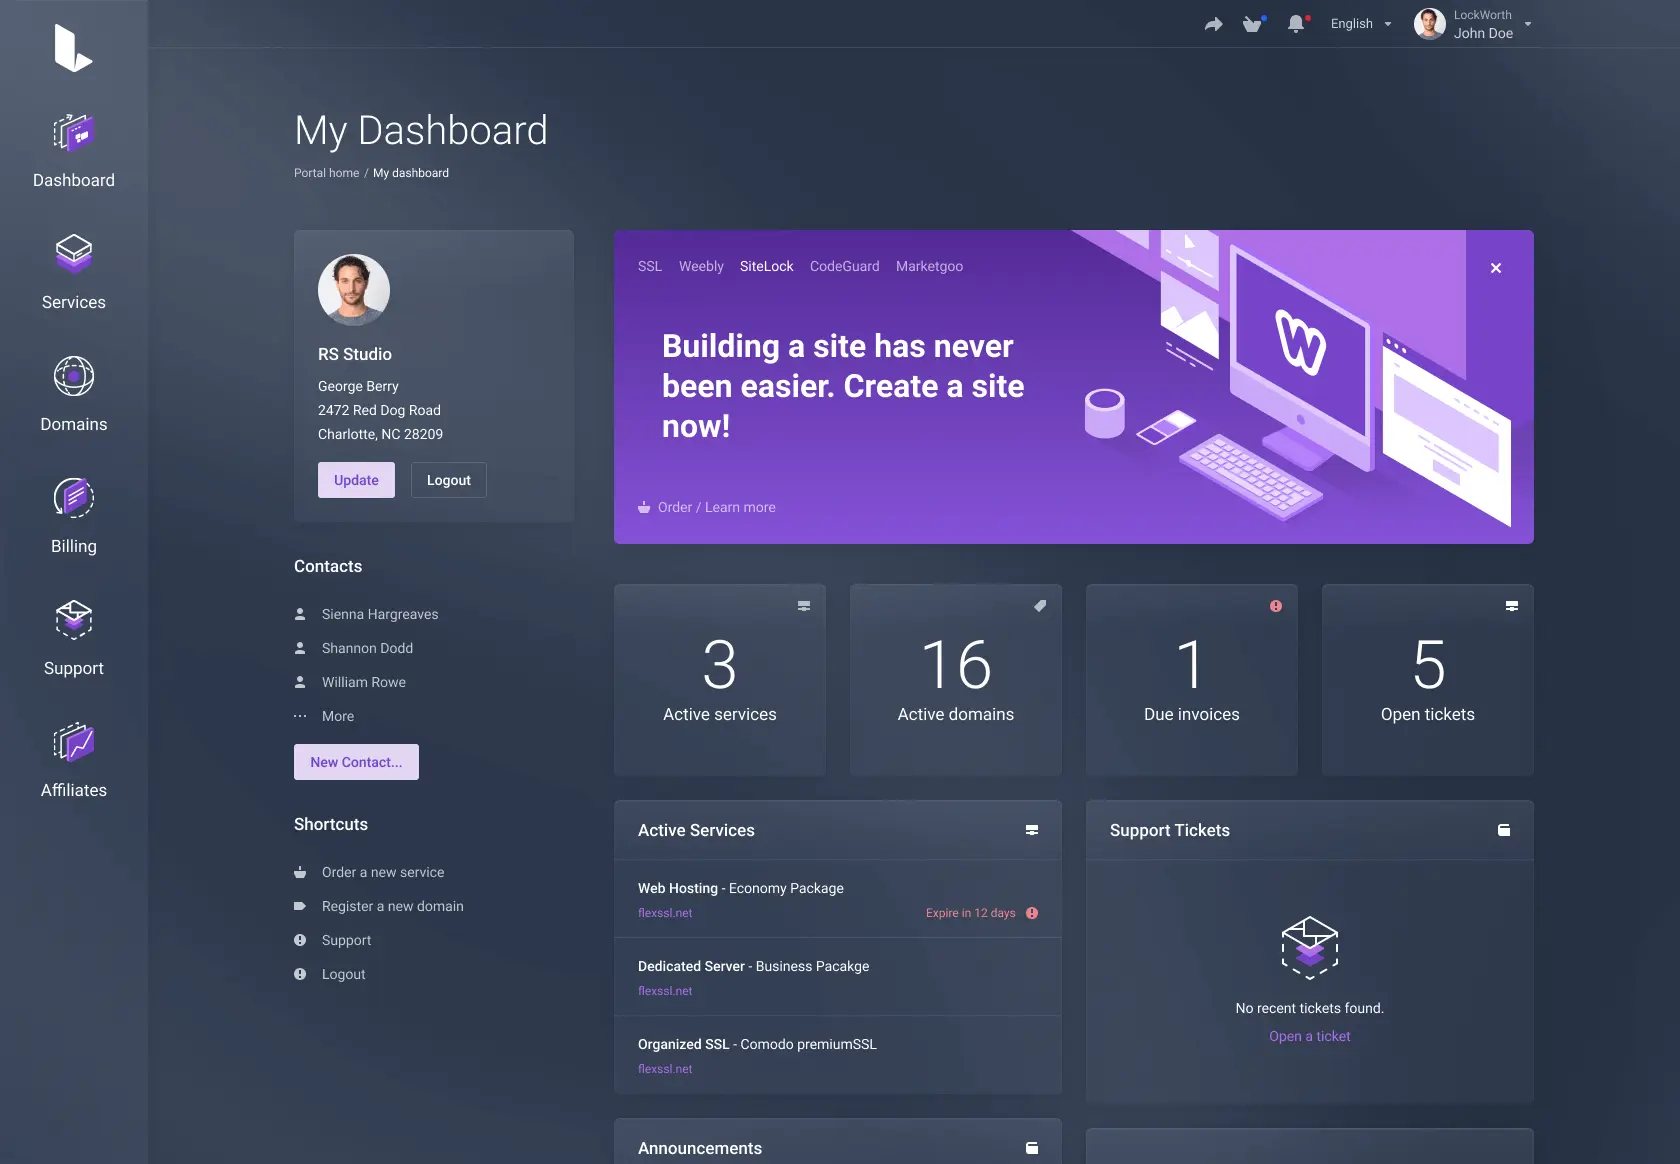 English
LockWorth
John Doe
Dashboard
Services
Domains
Billing
Support
Affiliates
My Dashboard
Portal home / My dashboard
RS Studio
George Berry
2472 Red Dog Road
Charlotte, NC 28209
Update
Logout
Contacts
Sienna Hargreaves
Shannon Dodd
William Rowe
More
New Contact...
Shortcuts
Order a new service
Register a new domain
Support
Logout
SSL Weebly SiteLock CodeGuard Marketgoo
Building a site has never
been easier. Create a site
now!
Order / Learn more
W
3
Active services
16
Active domains
1
Due invoices
5
Open tickets
Active Services
Web Hosting - Economy Package
flexssl.net
Expire in 12 days
Dedicated Server - Business Pacakge
flexssl.net
Organized SSL - Comodo premiumSSL
flexssl.net
Support Tickets
No recent tickets found.
Open a ticket
Announcements